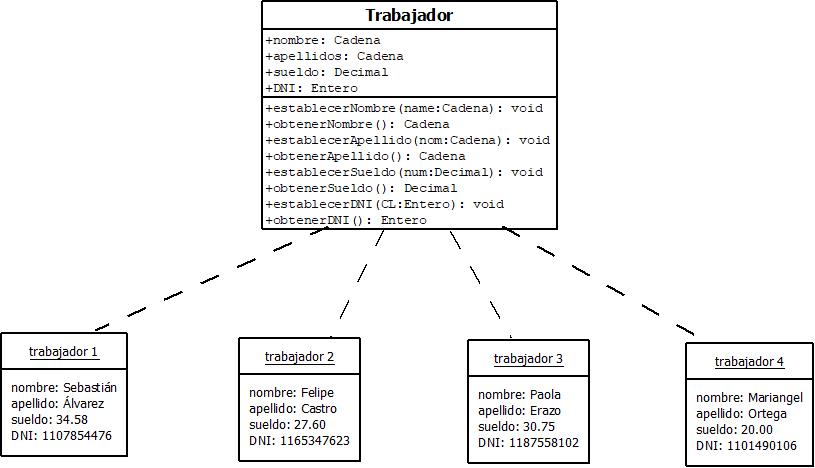 Trabajador
+nombre: Cadena
+apellidos: Cadena
+sueldo: Decimal
+DNI: Entero
+establecerNombre(name:Cadena): void
+obtenerNombre(): Cadena
+establecerApellido(nom:Cadena): void
+obtenerApellido(): Cadena
+establecerSueldo(num:Decimal): void
+obtenerSueldo(): Decimal
+establecerDNI(CL:Entero): void
+obtenerDNI(): Entero
trabajador 1
nombre: Sebastián
apellido: Álvarez
sueldo: 34.58
DNI: 1107854476
trabajador 2
nombre: Felipe
apellido: Castro
sueldo: 27.60
DNI: 1165347623
trabajador 3
nombre: Paola
apellido: Erazo
sueldo: 30.75
DNI: 1187558102
trabajador 4
nombre: Mariangel
apellido: Ortega
sueldo: 20.00
DNI: 1101490106